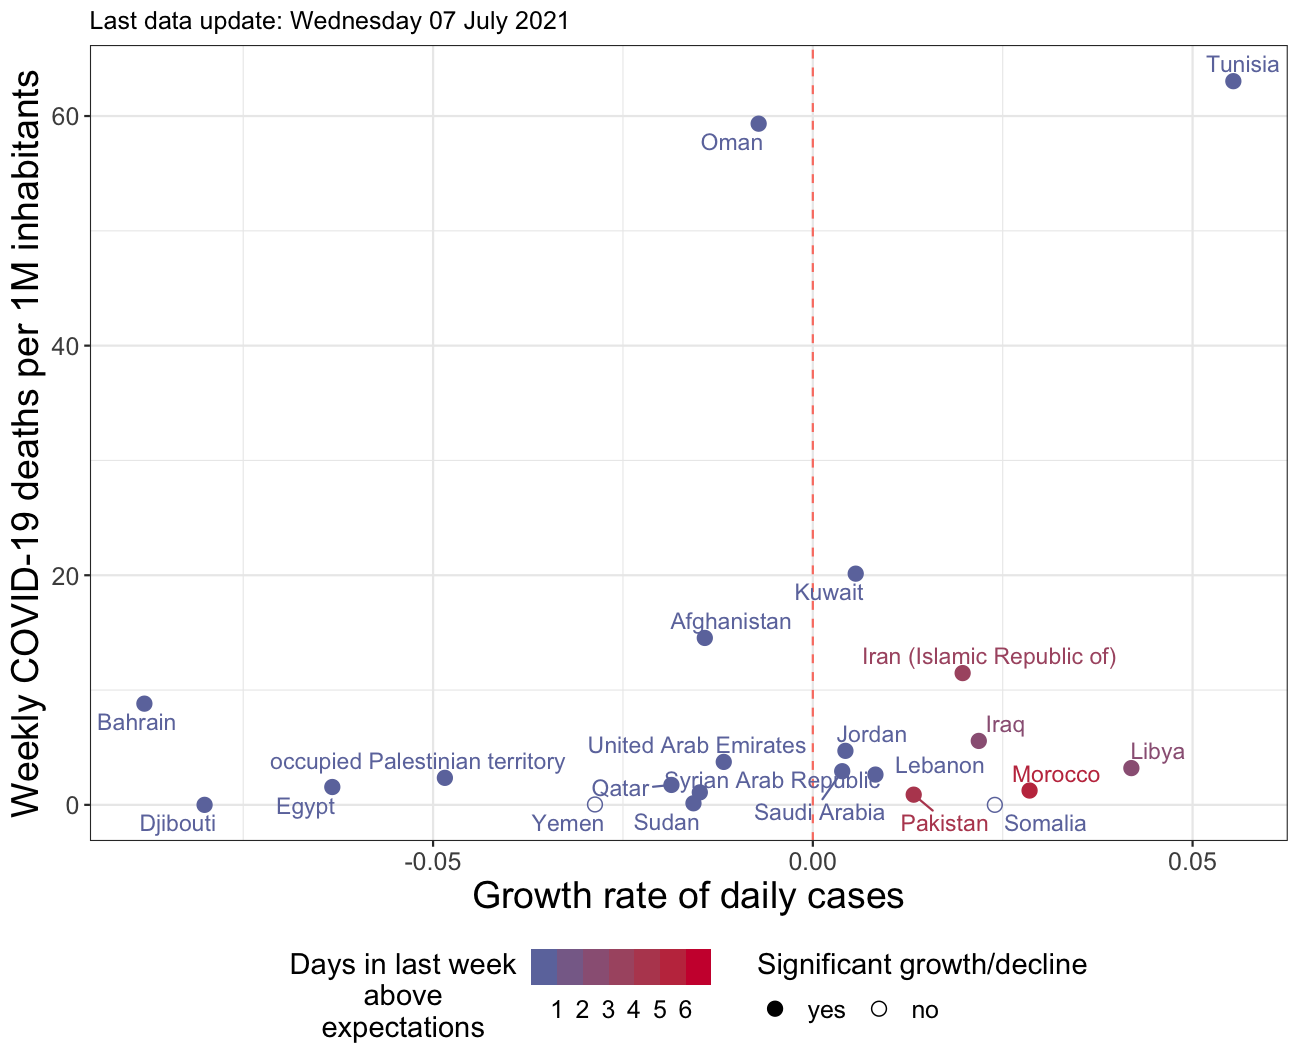 Last data update: Wednesday 07 July 2021
Weekly COVID-19 deaths per 1M inhabitants
60
40
20
0
Tunisia
Oman
Kuwait
Afghanistan
Iran (Islamic Republic of)
Bahrain
Iraq
Jordan
United Arab Emirates
Libya
occupied Palestinian territory
Lebanon
Morocco
Syrian Arab Republic
Qatar
Egypt
Saudi Arabia
Djibouti
Yemen
Sudan
Pakistan
Somalia
-0.05
0.00
0.05
Growth rate of daily cases
Days in last week
above
expectations
1 2 3 4 5 6
Significant growth/decline
yes
no